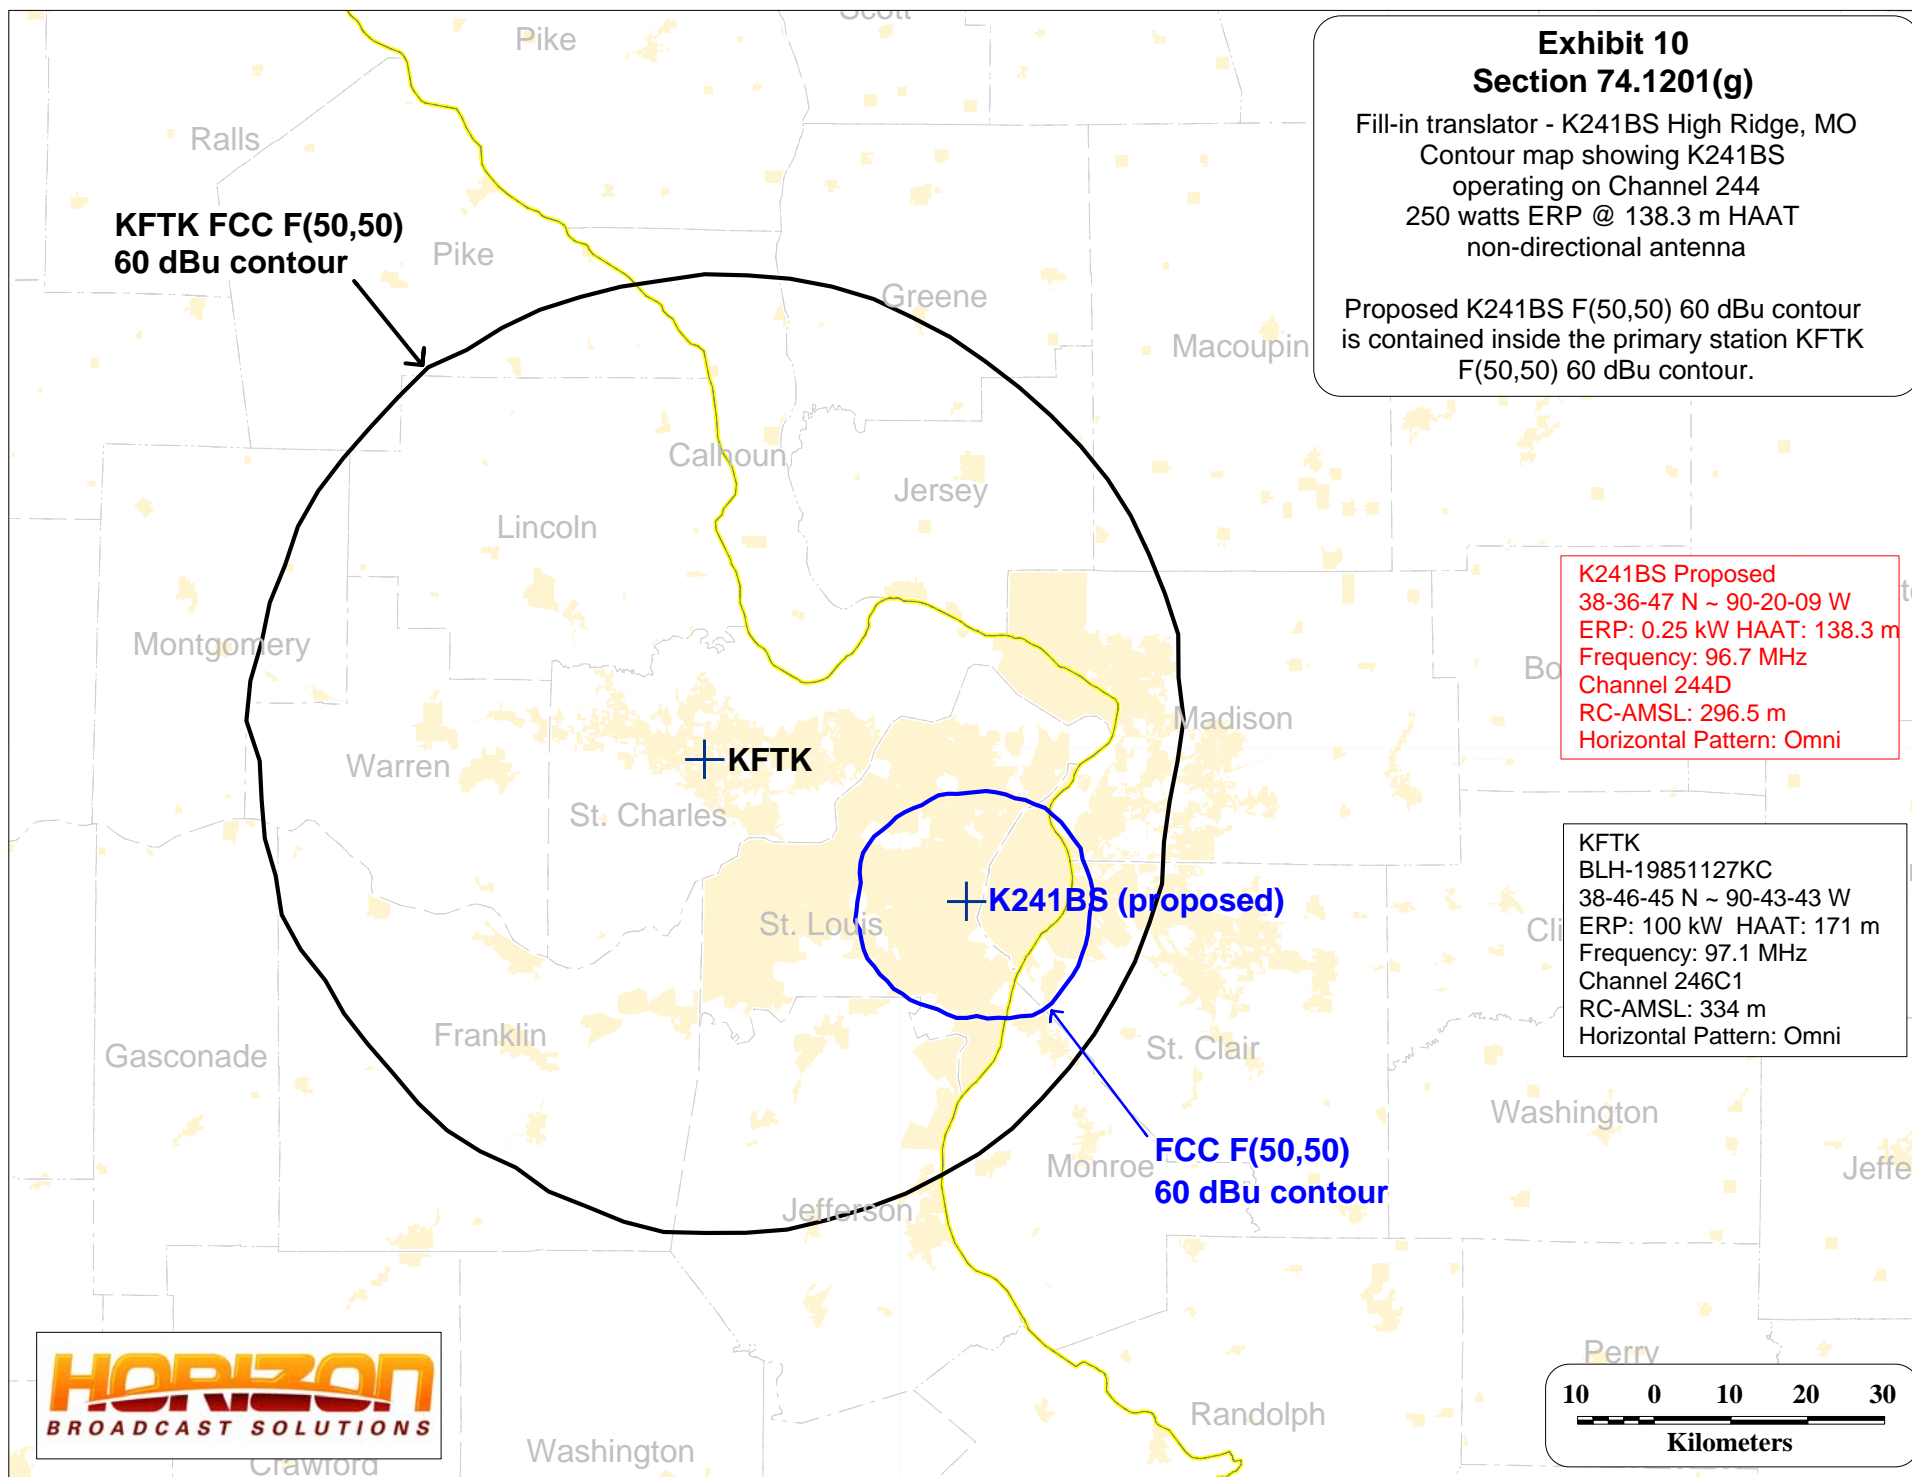 Scott
Pike
Exhibit 10
Section 74.1201(g)
Fill-in translator - K241BS High Ridge, MO
Contour map showing K241BS
operating on Channel 244
250 watts ERP @ 138.3 m HAAT
non-directional antenna
Proposed K241BS F(50,50) 60 dBu contour
is contained inside the primary station KFTK
F(50,50) 60 dBu contour.
Ralls
KFTK FCC F(50,50)
60 dBu contour
Pike
Greene
Macoupin
Calhoun
Jersey
Lincoln
K241BS Proposed
38-36-47 N ~ 90-20-09 W
ERP: 0.25 kW HAAT: 138.3 m
Frequency: 96.7 MHz
Channel 244D
RC-AMSL: 296.5 m
Horizontal Pattern: Omni
Montgomery
Bo
Madison
Warren
KFTK
St. Charles
KFTK
BLH-19851127KC
38-46-45 N ~ 90-43-43 W
ERP: 100 kW HAAT: 171 m
Frequency: 97.1 MHz
Channel 246C1
RC-AMSL: 334 m
Horizontal Pattern: Omni
K241BS (proposed)
St. Louis
Cli
Franklin
Gasconade
St. Clair
Washington
FCC F(50,50)
60 dBu contour
Monroe
Jeffe
Jefferson
HORIZON
BROADCAST SOLUTIONS
Perry
10 0 10 20 30
Kilometers
Randolph
Washington
Crawford